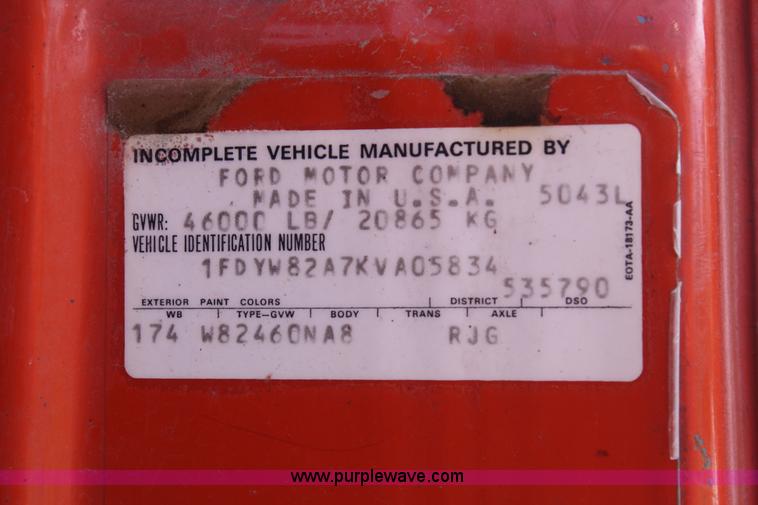 INCOMPLETE VEHICLE MANUFACTURED BY
FORD MOTOR COMPANY
MADE IN U.S.A. 5043L
GVWR: 46000 LB/ 20865 KG
VEHICLE IDENTIFICATION NUMBER
1FDYW82A7KVA05834
535790
EXTERIOR PAINT COLORS DISTRICT DSO
WB TYPE-GVW BODY TRANS AXLE
174 W82460NA8 RJG
EOTA-18173-AA
www.purplewave.com